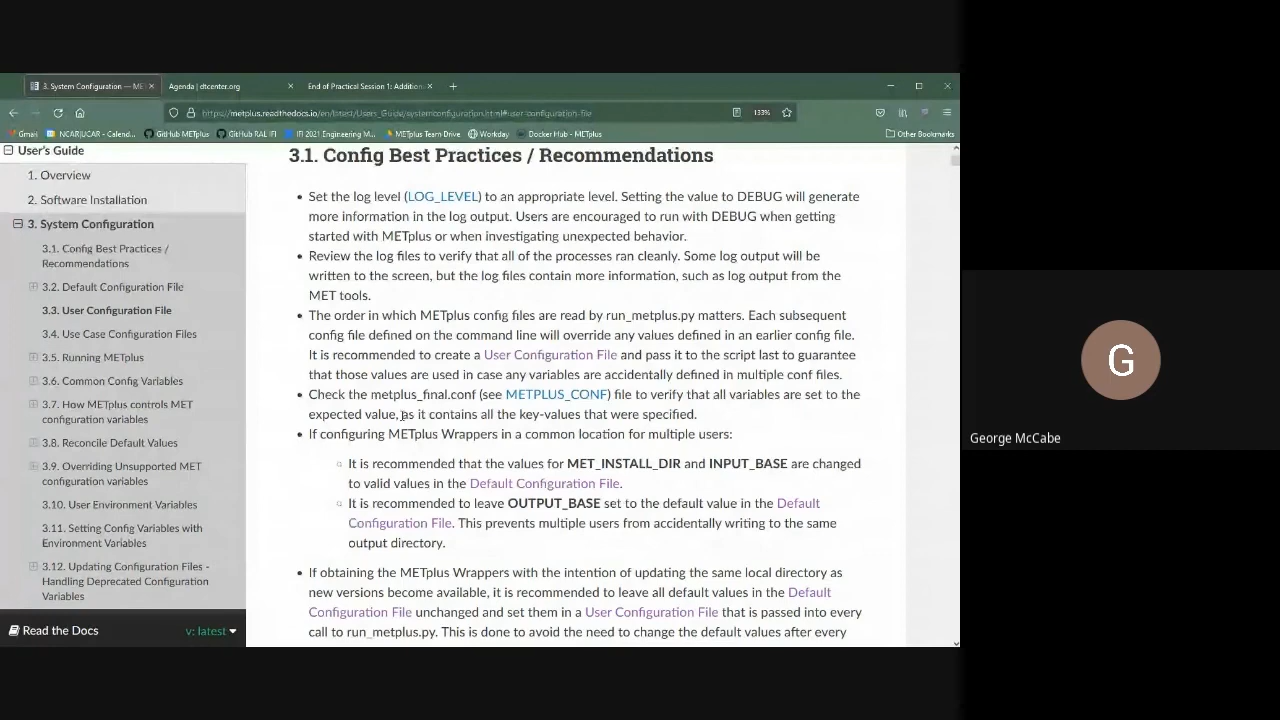 3. System Configuration — ME
Agenda | dtcenter.org
End of Practical Session 1: Addition
https://metplus.readthedocs.io/en/latest/Users_Guide/systemconfiguration.html#user-configuration-file
133%
Gmail
NCAR|UCAR - Calend...
GitHub METplus
GitHub RAL IFI
IFI 2021 Engineering M...
METplus Team Drive
Workday
Docker Hub - METplus
Other Bookmarks
User's Guide
1. Overview
2. Software Installation
3. System Configuration
3.1. Config Best Practices /
Recommendations
3.2. Default Configuration File
3.3. User Configuration File
3.4. Use Case Configuration Files
3.5. Running METplus
3.6. Common Config Variables
3.7. How METplus controls MET
configuration variables
3.8. Reconcile Default Values
3.9. Overriding Unsupported MET
configuration variables
3.10. User Environment Variables
3.11. Setting Config Variables with
Environment Variables
3.12. Updating Configuration Files -
Handling Deprecated Configuration
Variables
Read the Docs
v: latest
3.1. Config Best Practices / Recommendations
• Set the log level (LOG_LEVEL) to an appropriate level. Setting the value to DEBUG will generate
more information in the log output. Users are encouraged to run with DEBUG when getting
started with METplus or when investigating unexpected behavior.
• Review the log files to verify that all of the processes ran cleanly. Some log output will be
written to the screen, but the log files contain more information, such as log output from the
MET tools.
• The order in which METplus config files are read by run_metplus.py matters. Each subsequent
config file defined on the command line will override any values defined in an earlier config file.
It is recommended to create a User Configuration File and pass it to the script last to guarantee
that those values are used in case any variables are accidentally defined in multiple conf files.
• Check the metplus_final.conf (see METPLUS_CONF) file to verify that all variables are set to the
expected value, as it contains all the key-values that were specified.
• If configuring METplus Wrappers in a common location for multiple users:
◦ It is recommended that the values for MET_INSTALL_DIR and INPUT_BASE are changed
to valid values in the Default Configuration File.
◦ It is recommended to leave OUTPUT_BASE set to the default value in the Default
Configuration File. This prevents multiple users from accidentally writing to the same
output directory.
• If obtaining the METplus Wrappers with the intention of updating the same local directory as
new versions become available, it is recommended to leave all default values in the Default
Configuration File unchanged and set them in a User Configuration File that is passed into every
call to run_metplus.py. This is done to avoid the need to change the default values after every
G
George McCabe